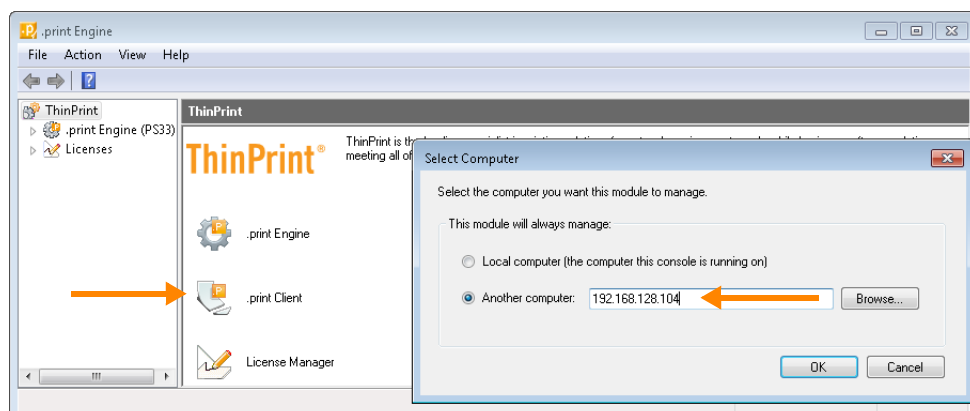 .print Engine
File Action View Help
ThinPrint
.print Engine (PS33)
Licenses
ThinPrint
ThinPrint®
ThinPrint is
meeting all of
.print Engine
.print Client
License Manager
Select Computer
Select the computer you want this module to manage.
This module will always manage:
Local computer (the computer this console is running on)
Another computer: 192.168.128.104 Browse...
OK Cancel